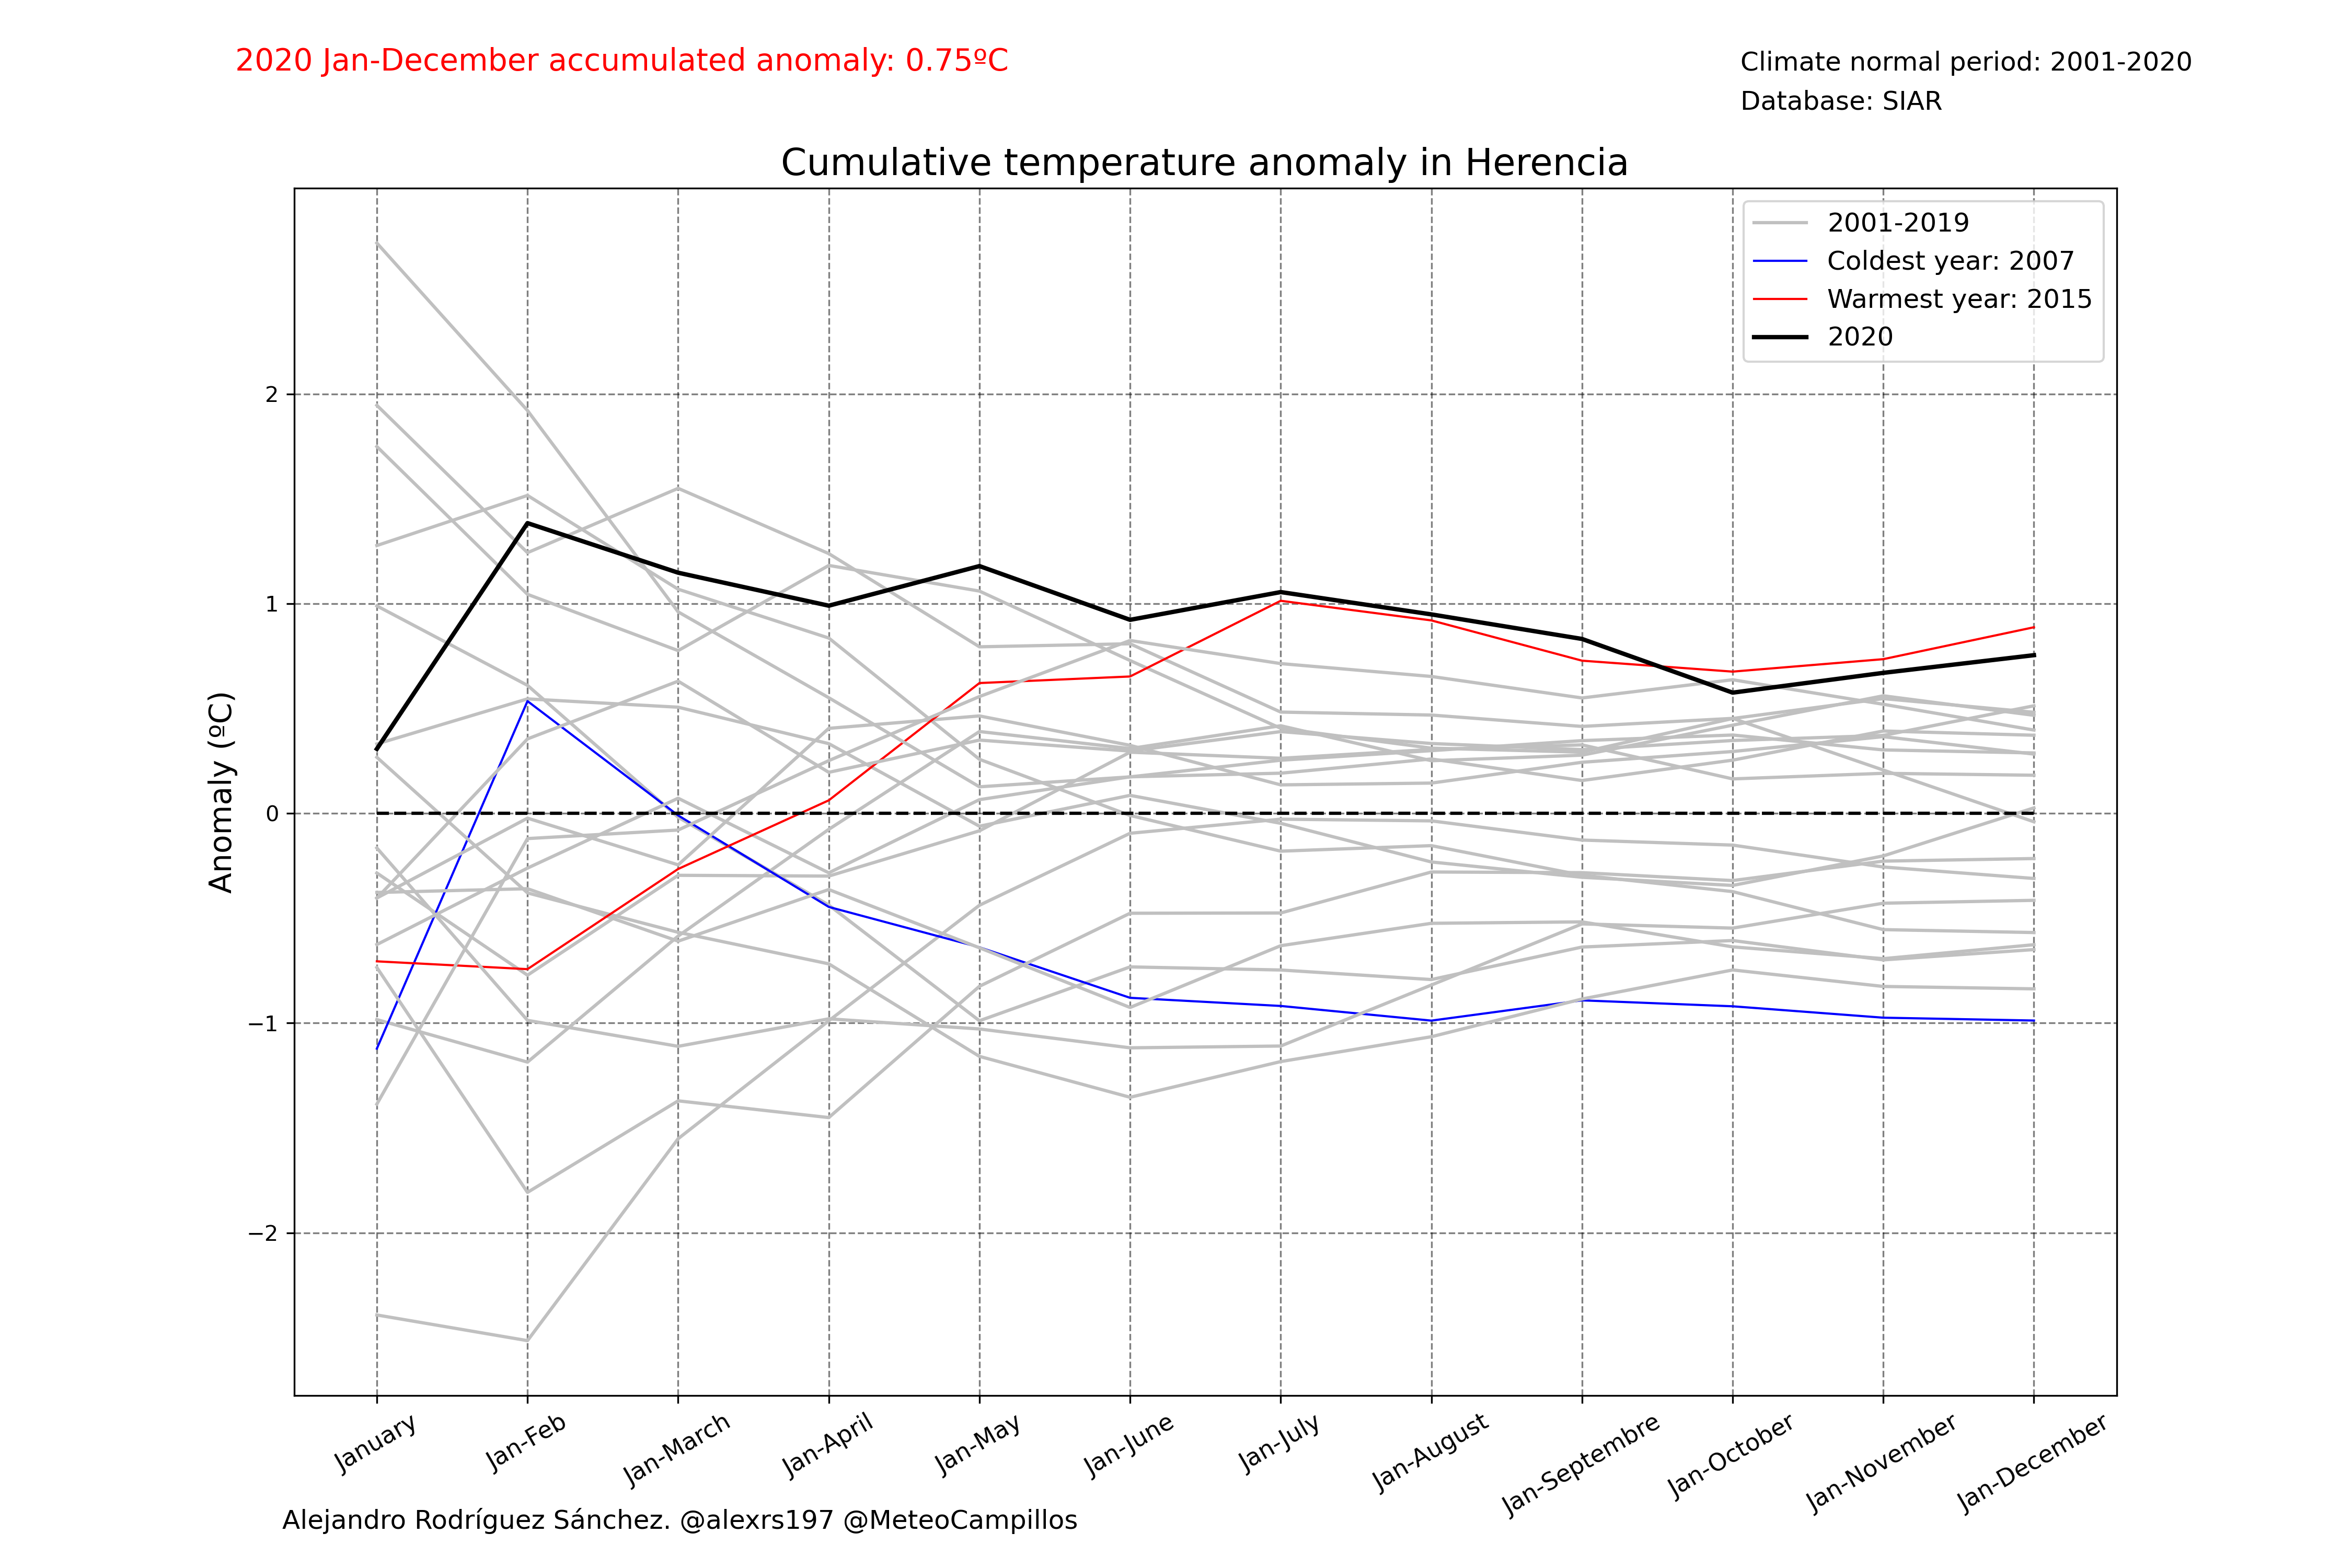 2020 Jan-December accumulated anomaly: 0.75ºC
Climate normal period: 2001-2020
Database: SIAR
Cumulative temperature anomaly in Herencia
2001-2019
Coldest year: 2007
Warmest year: 2015
2020
Anomaly (ºC)
2
1
0
−1
−2
January
Jan-Feb
Jan-March
Jan-April
Jan-May
Jan-June
Jan-July
Jan-August
Jan-Septembre
Jan-October
Jan-November
Jan-December
Alejandro Rodríguez Sánchez. @alexrs197 @MeteoCampillos